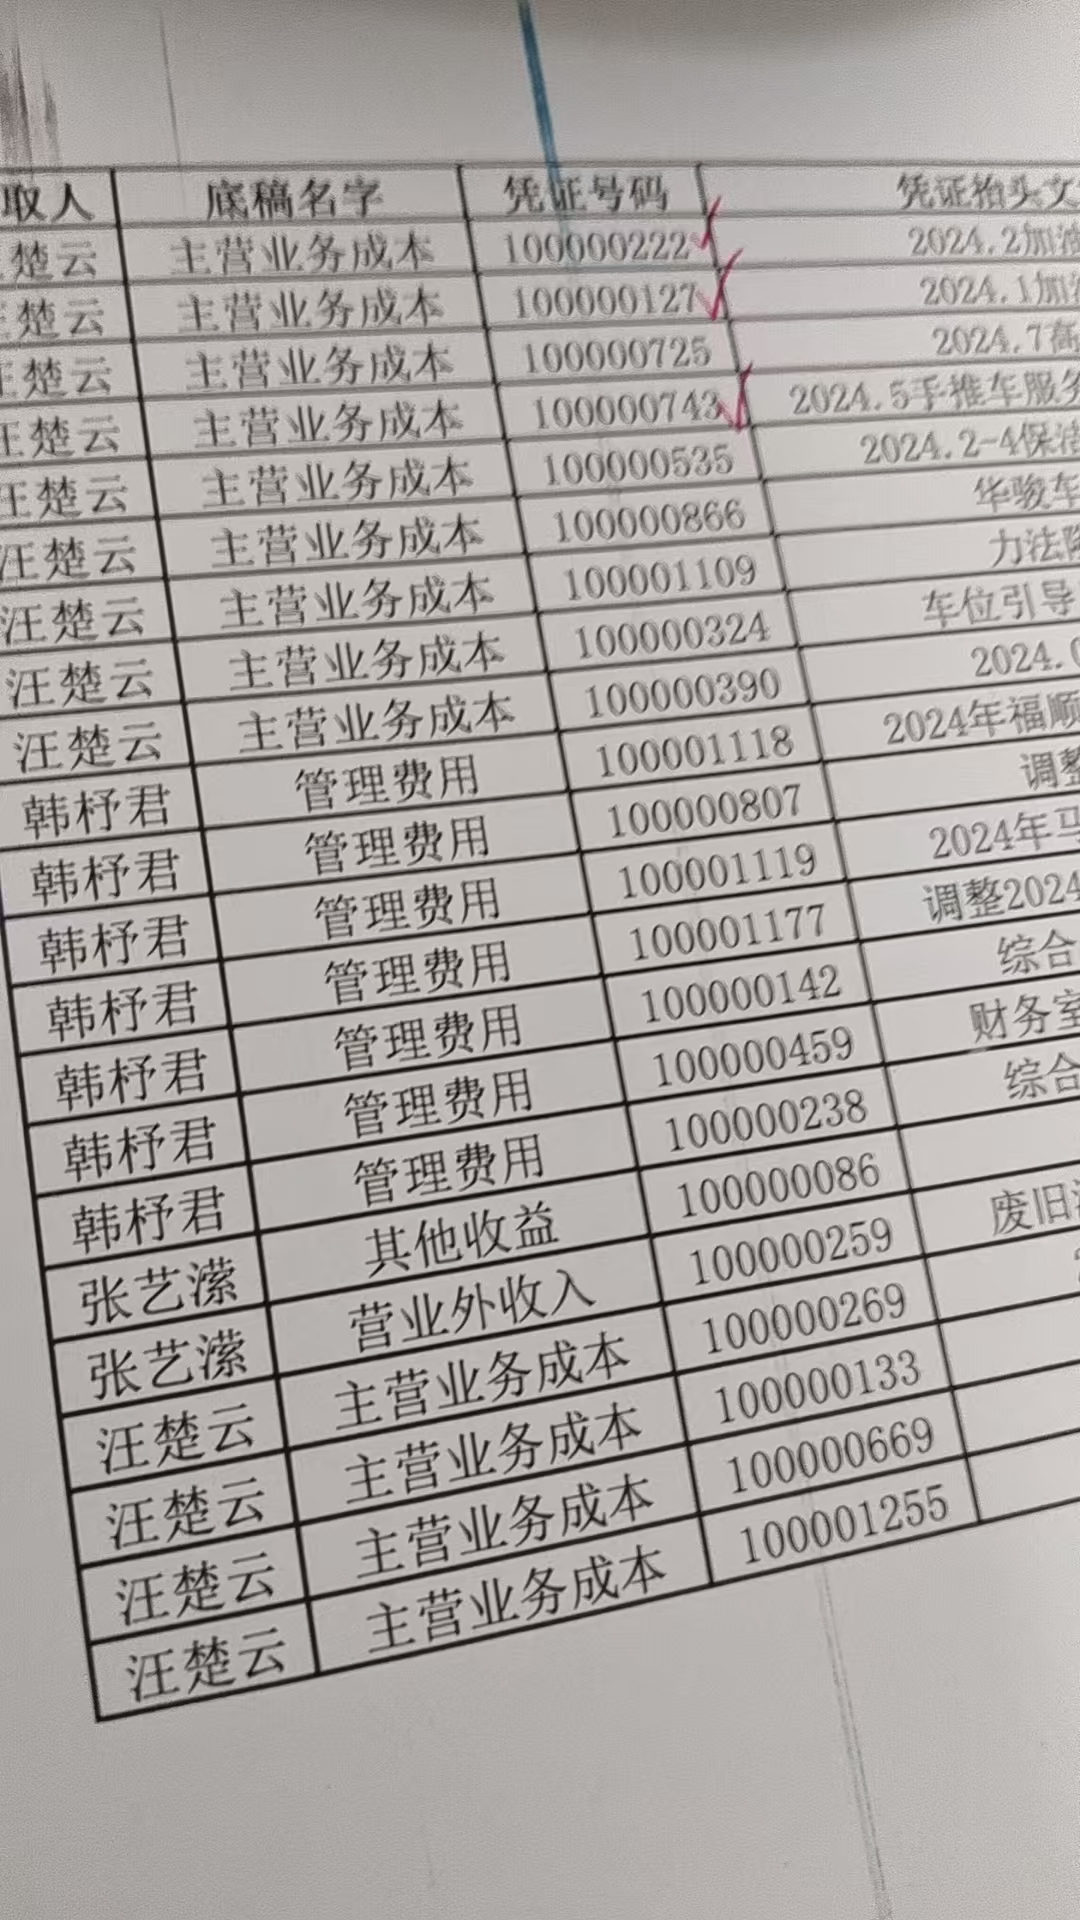 取人 底稿名字 凭证号码 凭证抬头文
楚云 主营业务成本 100000222 2024.2加油
楚云 主营业务成本 100000127 2024.1加油
楚云 主营业务成本 100000725 2024.7高
汪楚云 主营业务成本 100000743 2024.5手推车服务
汪楚云 主营业务成本 100000535 2024.2-4保洁
汪楚云 主营业务成本 100000866 华骏车
汪楚云 主营业务成本 100001109 力法
汪楚云 主营业务成本 100000324 车位引导
汪楚云 主营业务成本 100000390 2024.0
韩杼君 管理费用 100001118 2024年福顺
韩杼君 管理费用 100000807 调整
韩杼君 管理费用 100001119 2024年马
韩杼君 管理费用 100001177 调整2024
韩杼君 管理费用 100000142 综合
韩杼君 管理费用 100000459 财务室
韩杼君 管理费用 100000238 综合
张艺潆 其他收益 100000086
张艺潆 营业外收入 100000259 废旧
汪楚云 主营业务成本 100000269
汪楚云 主营业务成本 100000133
汪楚云 主营业务成本 100000669
汪楚云 主营业务成本 100001255